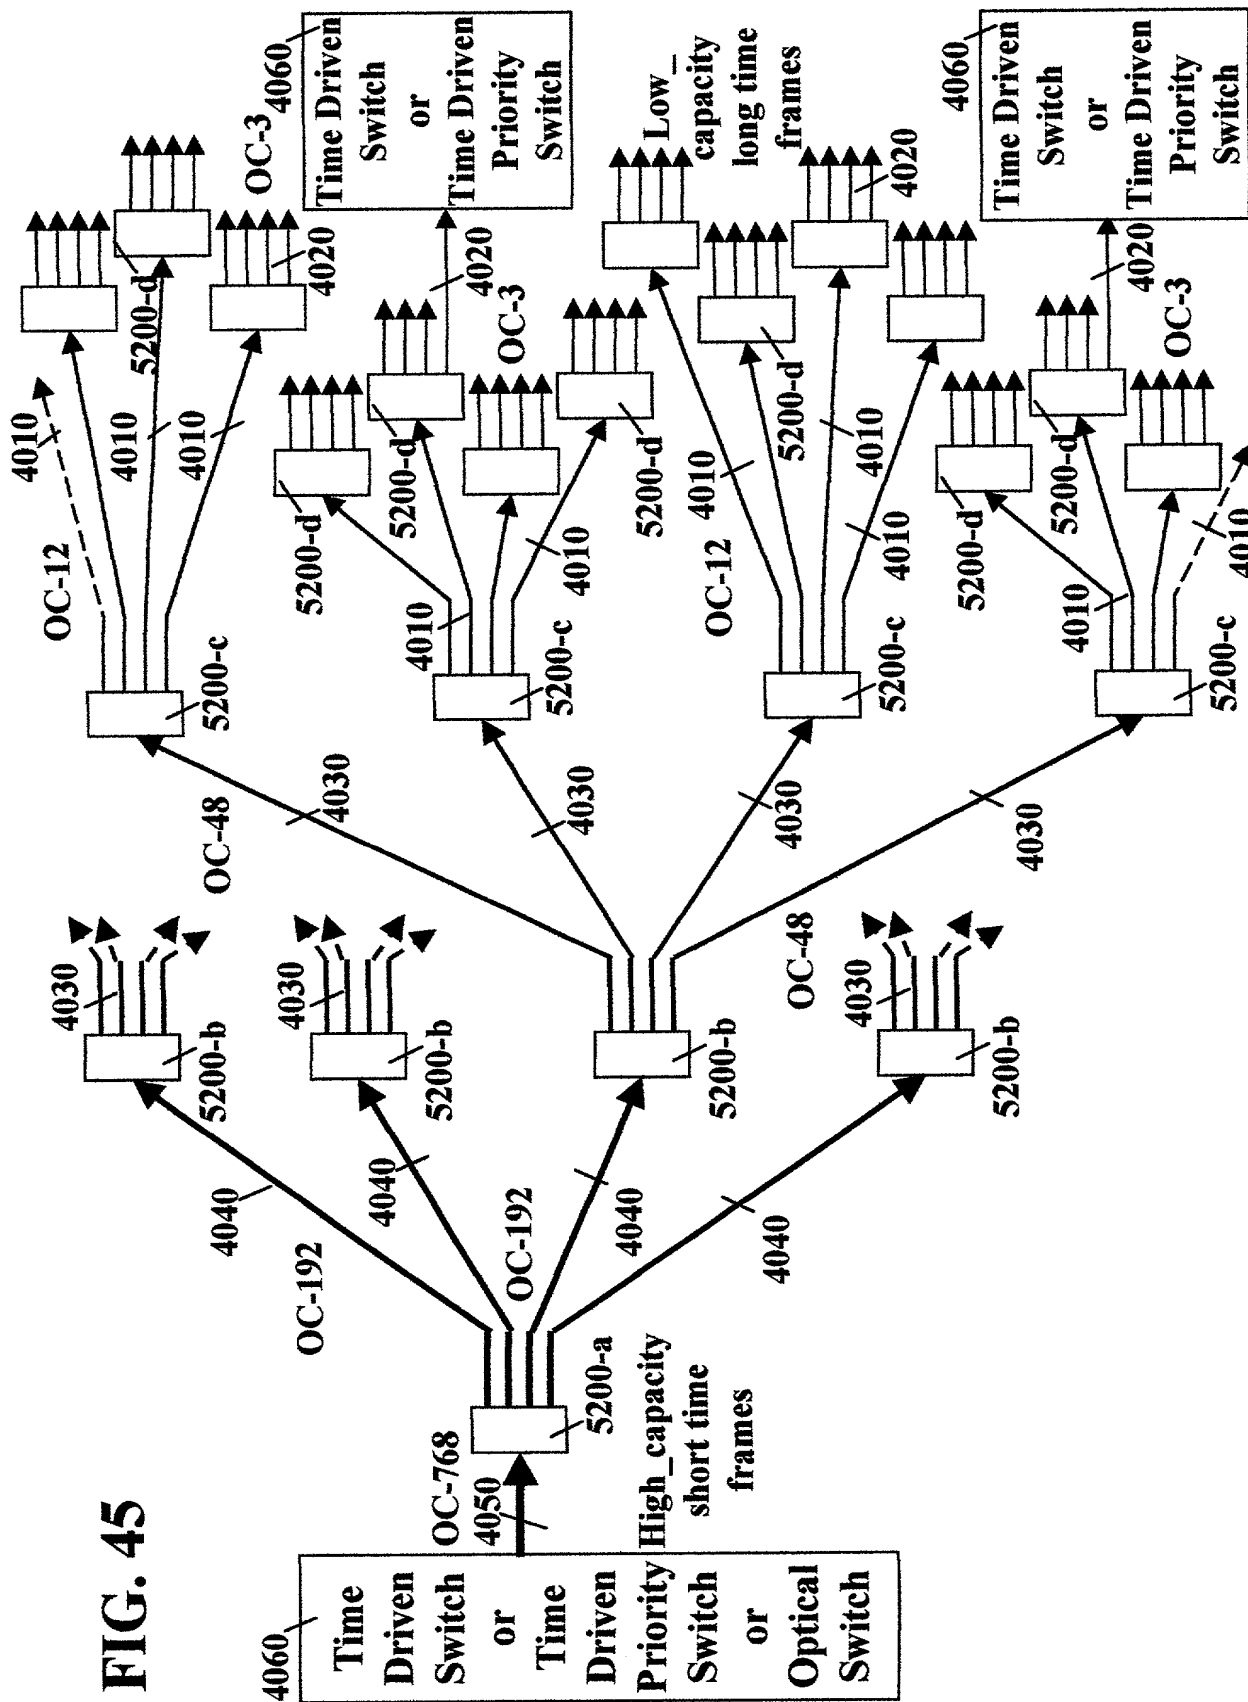 FIG. 45
4060
Time
Driven
Switch
or
Time
Driven
Priority
Switch
or
Optical
Switch
OC-768
4050
High_capacity
short time
frames
5200-a
OC-192
4040
4040
OC-192
4040
4040
4030
5200-b
4030
5200-b
5200-b
OC-48
4030
5200-b
OC-48
4030
4030
4030
4030
5200-c
5200-c
5200-c
5200-c
OC-12
4010
4010
4010
5200-d
4020
OC-3
4010
4010
5200-d
5200-d
5200-d
4020
OC-3
4060
Time Driven
Switch
or
Time Driven
Priority
Switch
OC-12
4010
4010
4010
5200-d
4020
Low_
capacity
long time
frames
4010
4010
5200-d
5200-d
4020
OC-3
4060
Time Driven
Switch
or
Time Driven
Priority
Switch